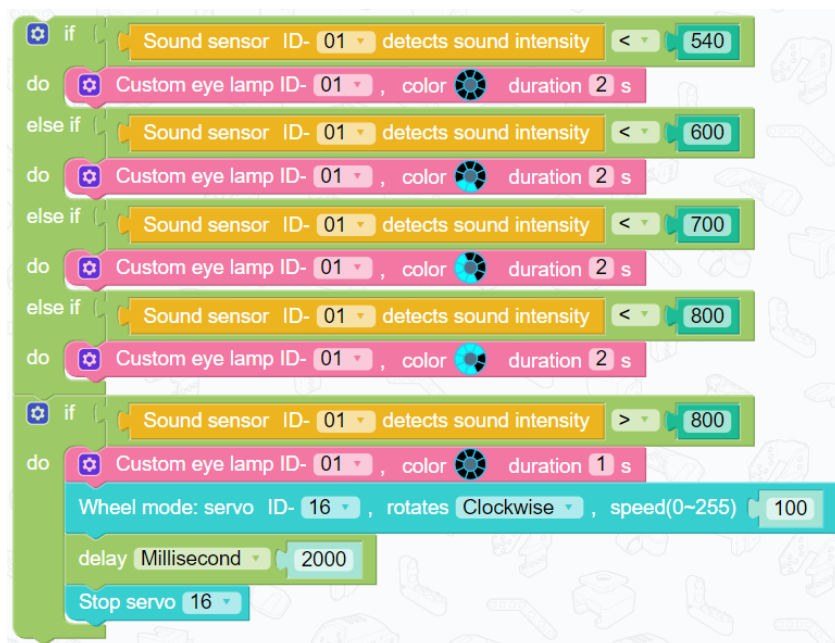 if Sound sensor ID- 01 detects sound intensity < 540
do Custom eye lamp ID- 01 , color duration 2 s
else if Sound sensor ID- 01 detects sound intensity < 600
do Custom eye lamp ID- 01 , color duration 2 s
else if Sound sensor ID- 01 detects sound intensity < 700
do Custom eye lamp ID- 01 , color duration 2 s
else if Sound sensor ID- 01 detects sound intensity < 800
do Custom eye lamp ID- 01 , color duration 2 s
if Sound sensor ID- 01 detects sound intensity > 800
do Custom eye lamp ID- 01 , color duration 1 s
Wheel mode: servo ID- 16 , rotates Clockwise , speed(0~255) 100
delay Millisecond 2000
Stop servo 16